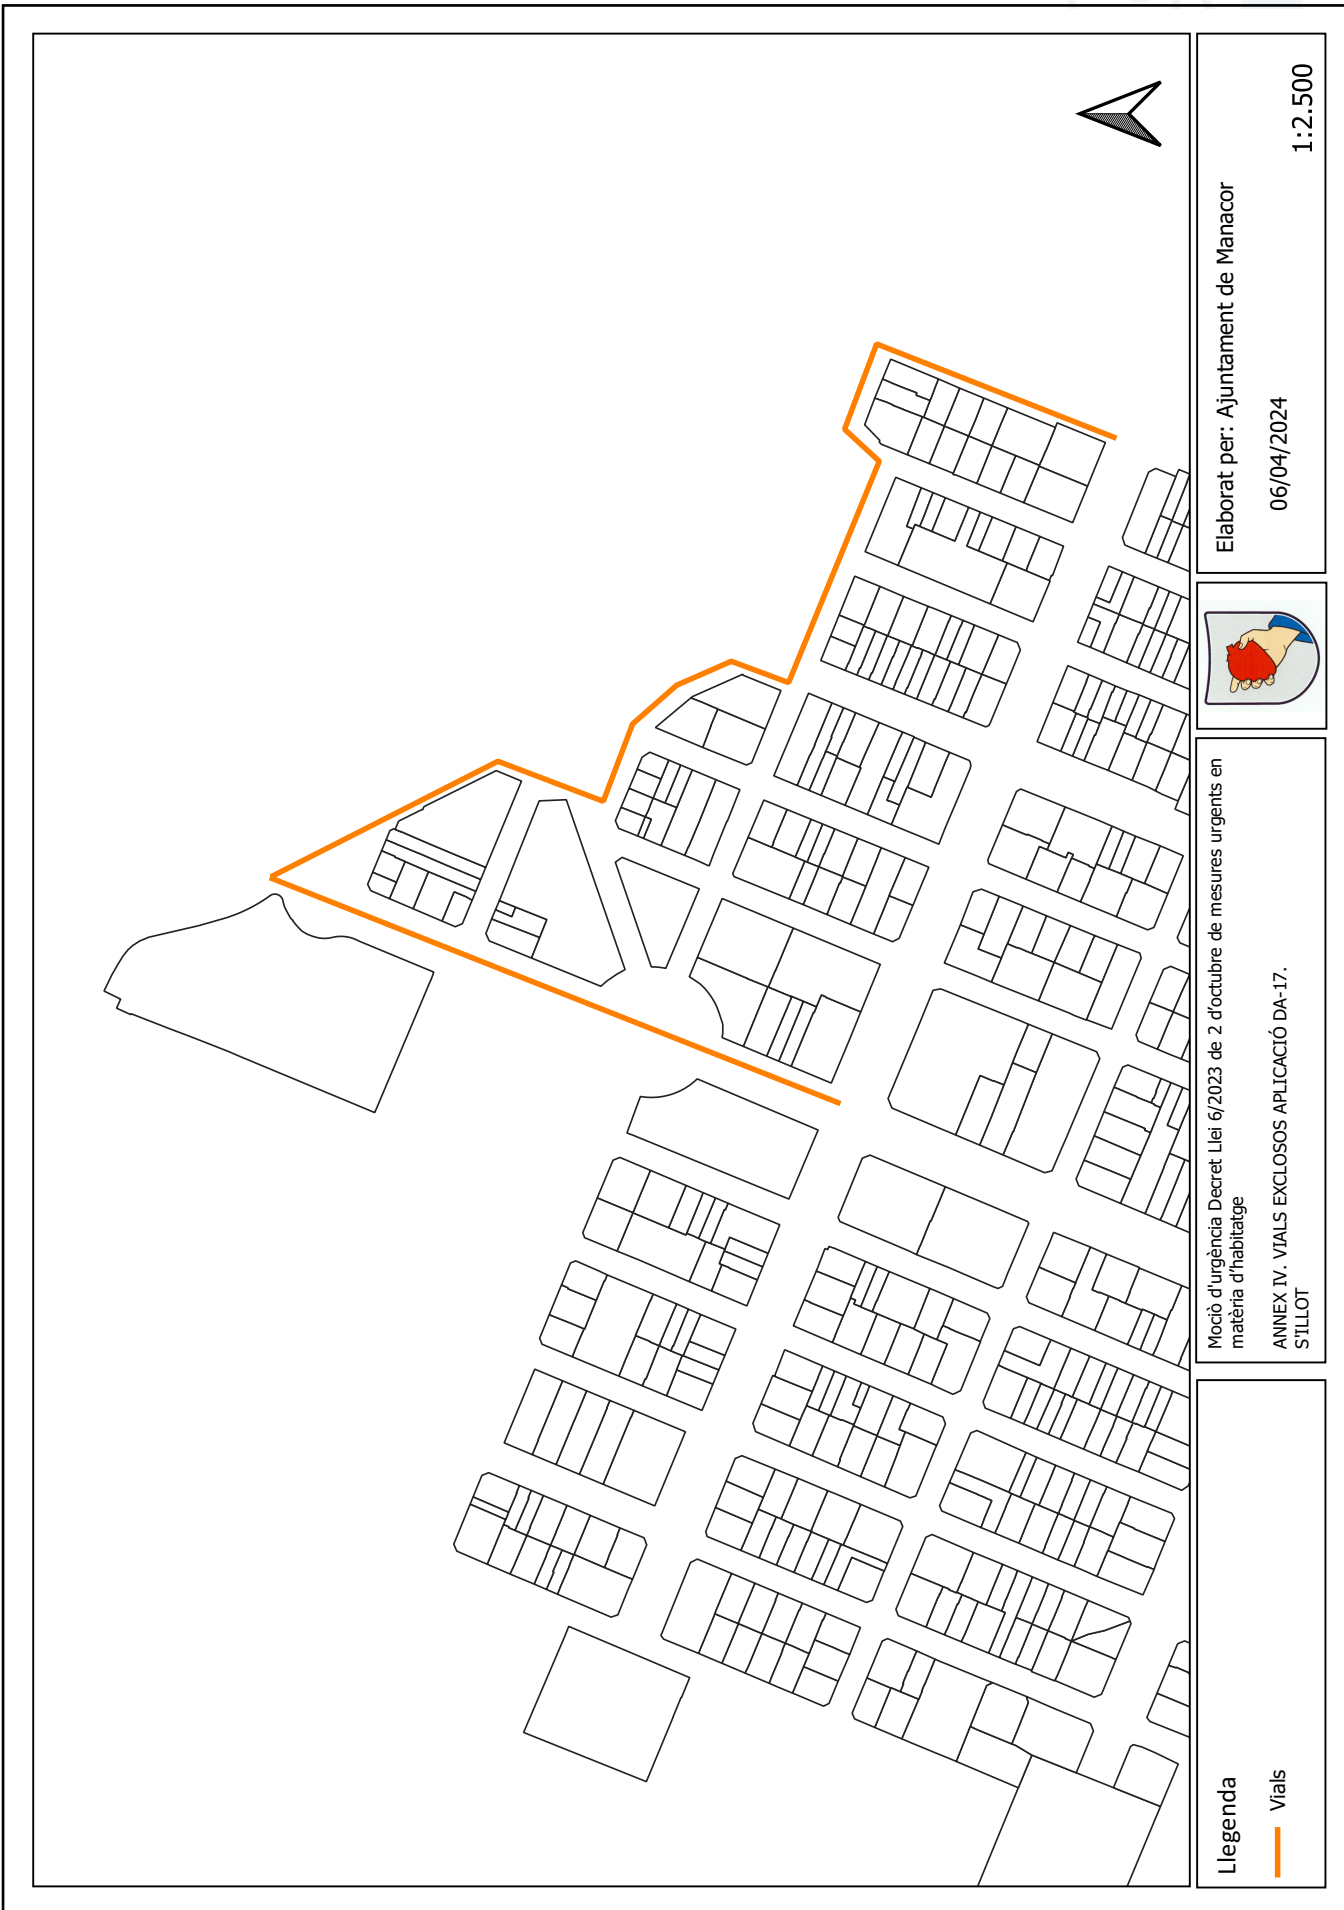 Llegenda
Vials
Mociò d'urgència Decret Llei 6/2023 de 2 d'octubre de mesures urgents en
matèria d'habitatge
ANNEX IV. VIALS EXCLOSOS APLICACIÓ DA-17.
S'ILLOT
Elaborat per: Ajuntament de Manacor
06/04/2024
1:2.500